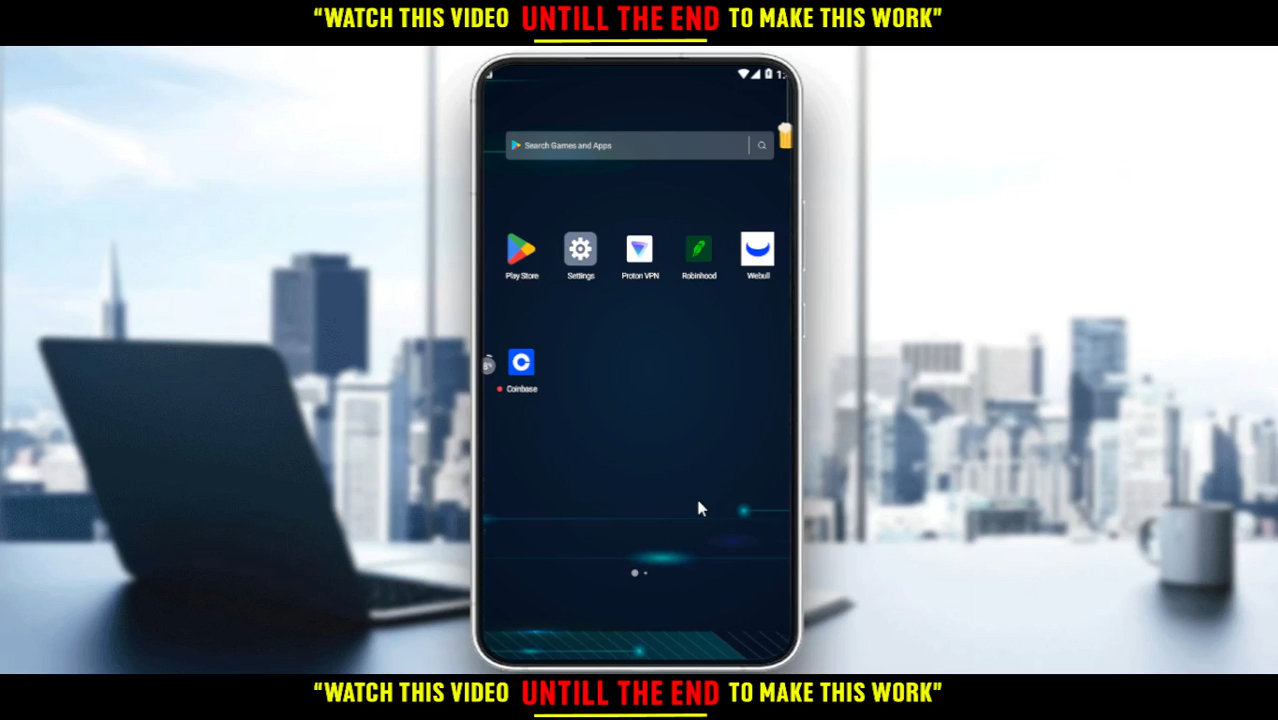 “WATCH THIS VIDEO UNTILL THE END TO MAKE THIS WORK”
Search Games and Apps
Play Store
Settings
Proton VPN
Robinhood
Webull
Coinbase
“WATCH THIS VIDEO UNTILL THE END TO MAKE THIS WORK”